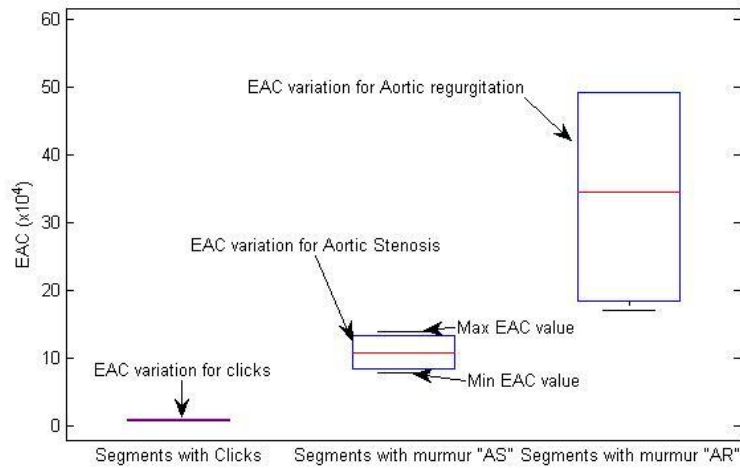 60
50
40
30
20
10
0
EAC (x10⁴)
EAC variation for Aortic regurgitation
EAC variation for Aortic Stenosis
Max EAC value
Min EAC value
EAC variation for clicks
Segments with Clicks
Segments with murmur "AS"
Segments with murmur "AR"